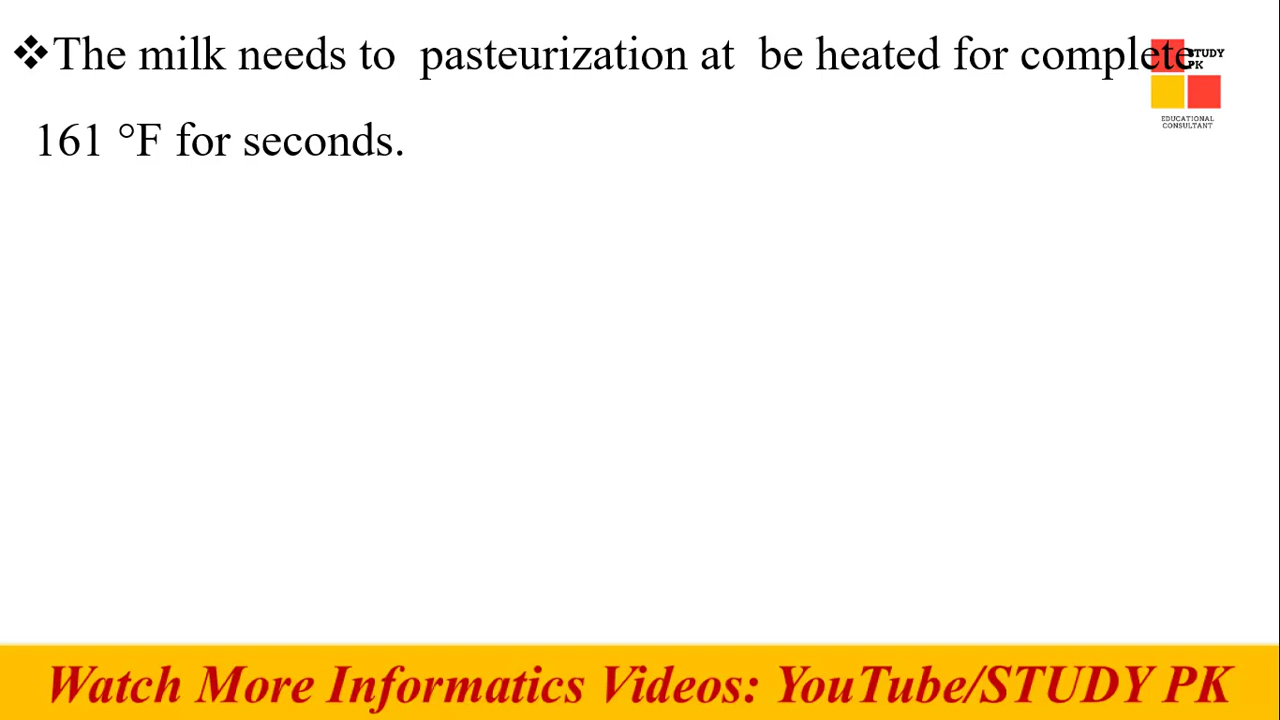 ❖The milk needs to pasteurization at be heated for complete
161 °F for seconds.
STUDY
PK
EDUCATIONAL
CONSULTANT
Watch More Informatics Videos: YouTube/STUDY PK